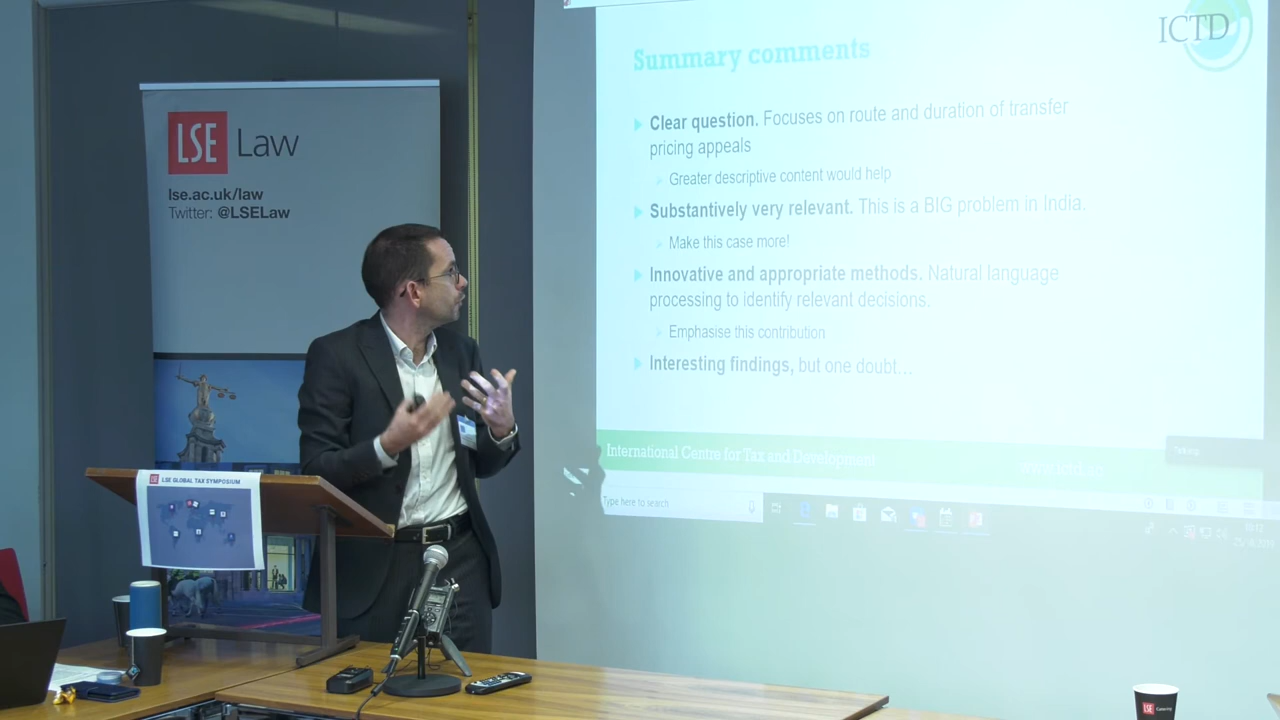 LSE Law
lse.ac.uk/law
Twitter: @LSELaw
LSE GLOBAL TAX SYMPOSIUM
ICTD
Summary comments
Clear question. Focuses on route and duration of transfer
pricing appeals
Greater descriptive content would help
Substantively very relevant. This is a BIG problem in India.
Make this case more!
Innovative and appropriate methods. Natural language
processing to identify relevant decisions.
Emphasise this contribution
Interesting findings, but one doubt…
International Centre for Tax and Development
Talking:
Type here to search
LSE